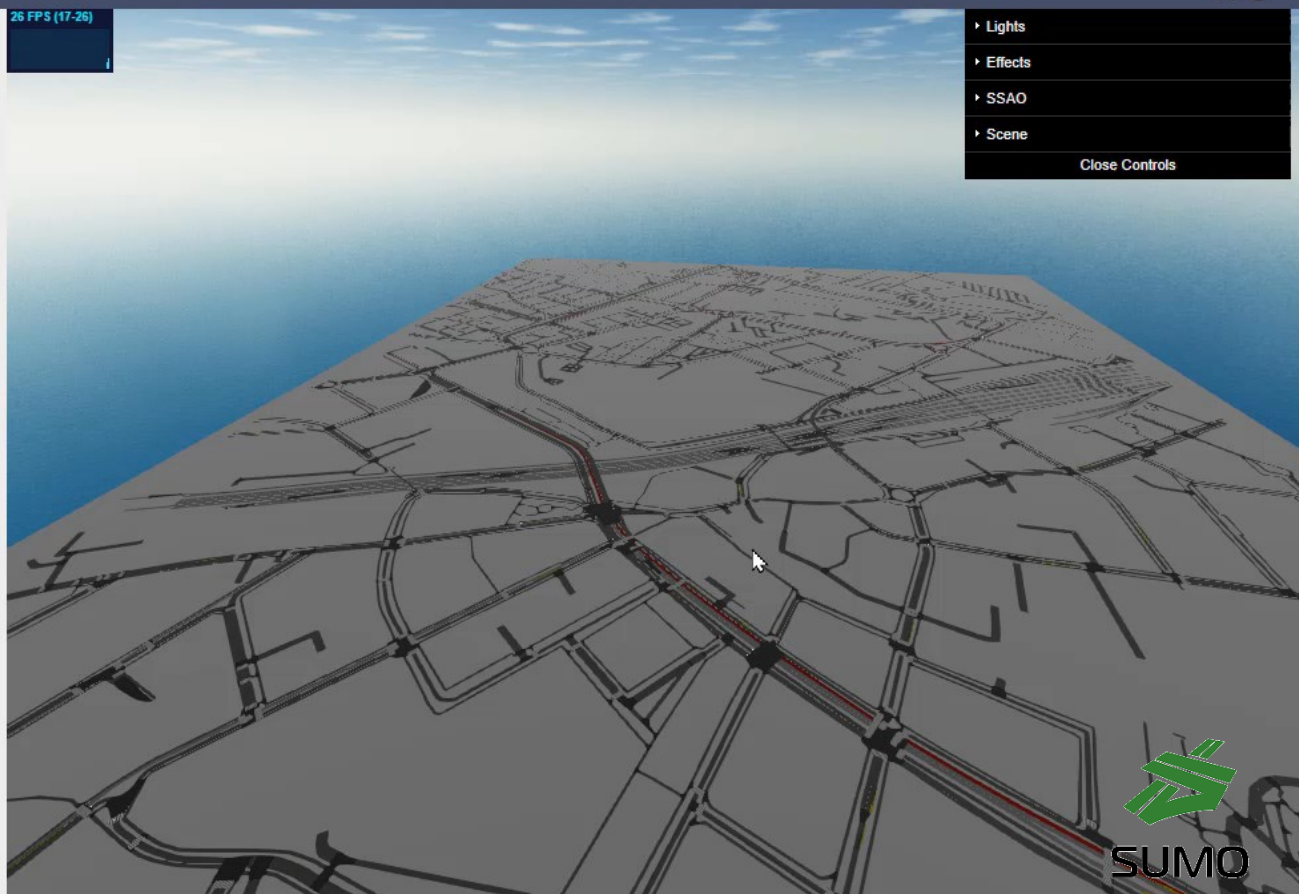 26 FPS (17-26)
Lights
Effects
SSAO
Scene
Close Controls
SUMO